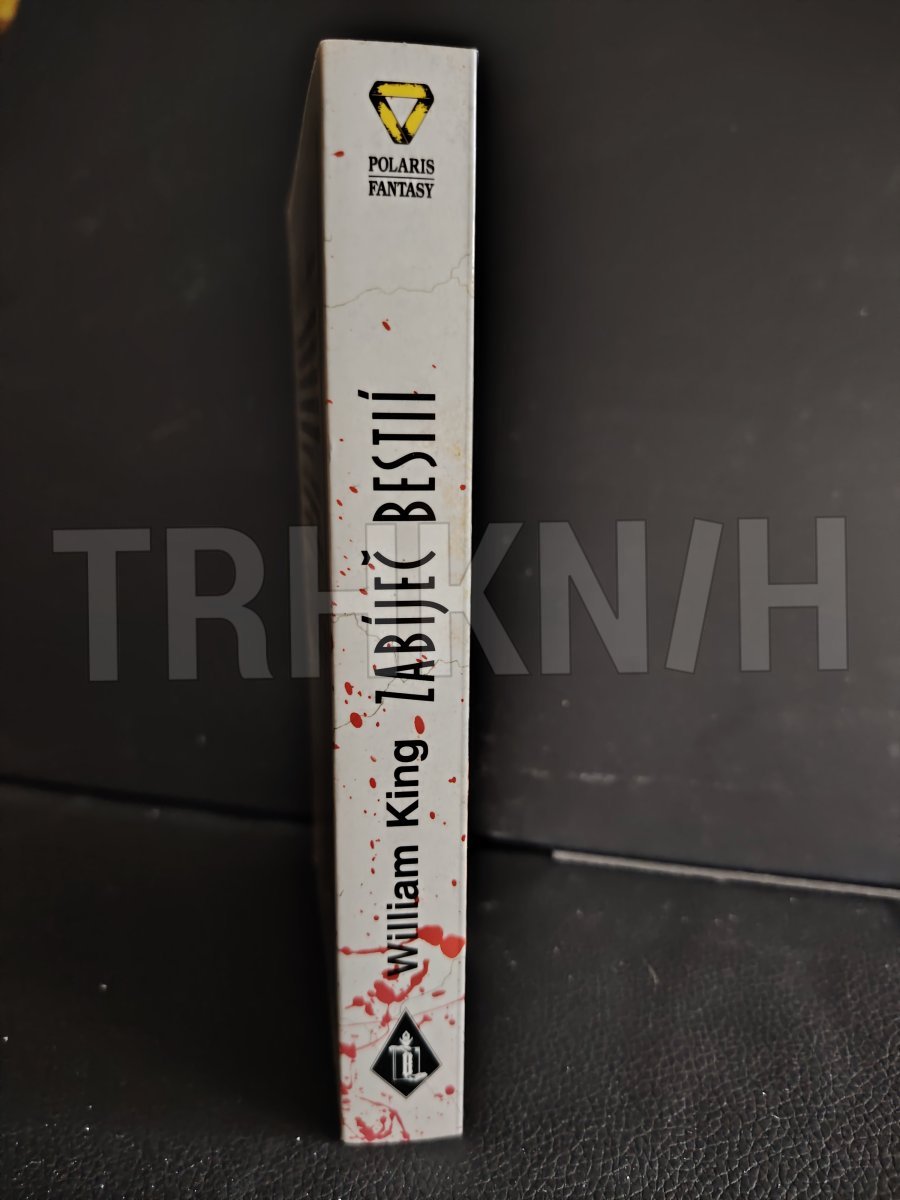 POLARIS
FANTASY
William King ZABÍJEČ BESTIÍ
TRHKNIH